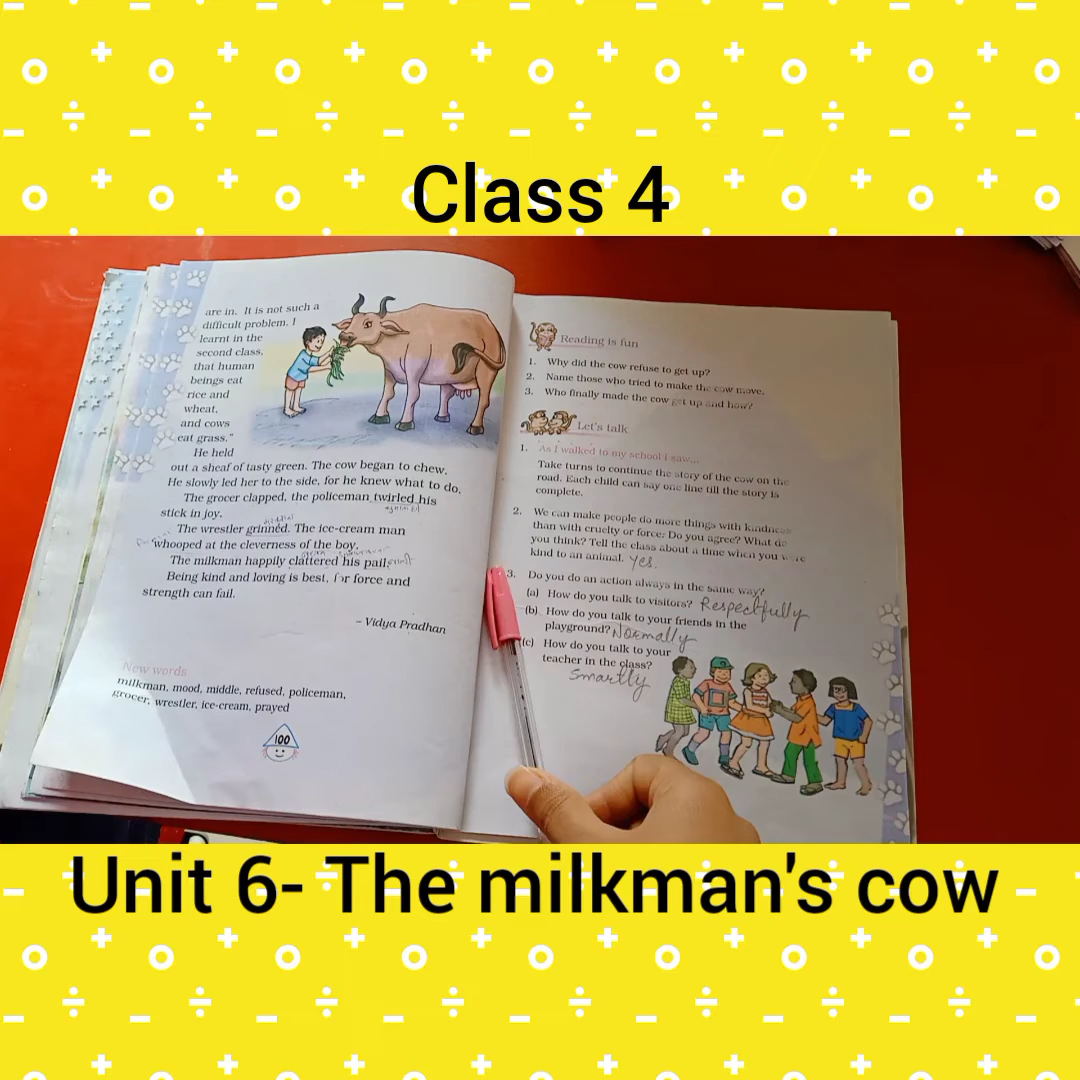 Class 4
are in. It is not such a
difficult problem. I
learnt in the
second class,
that human
beings eat
rice and
wheat,
and cows
eat grass."
He held
out a sheaf of tasty green. The cow began to chew,
He slowly led her to the side, for he knew what to do.
The grocer clapped, the policeman twirled his
stick in joy.
The wrestler grinned. The ice-cream man
whooped at the cleverness of the boy.
The milkman happily clattered his pail.
Being kind and loving is best, for force and
strength can fail.
– Vidya Pradhan
New words
milkman, mood, middle, refused, policeman,
grocer, wrestler, ice-cream, prayed
100
Reading is fun
1. Why did the cow refuse to get up?
2. Name those who tried to make the cow move.
3. Who finally made the cow get up and how?
Let's talk
1. As I walked to my school I saw...
Take turns to continue the story of the cow on the
road. Each child can say one line till the story is
complete.
2. We can make people do more things with kindness
than with cruelty or force. Do you agree? What do
you think? Tell the class about a time when you were
kind to an animal. Yes.
3. Do you do an action always in the same way?
(a) How do you talk to visitors? Respectfully
(b) How do you talk to your friends in the
playground? Normally
(c) How do you talk to your
teacher in the class?
Smartly
Unit 6- The milkman's cow